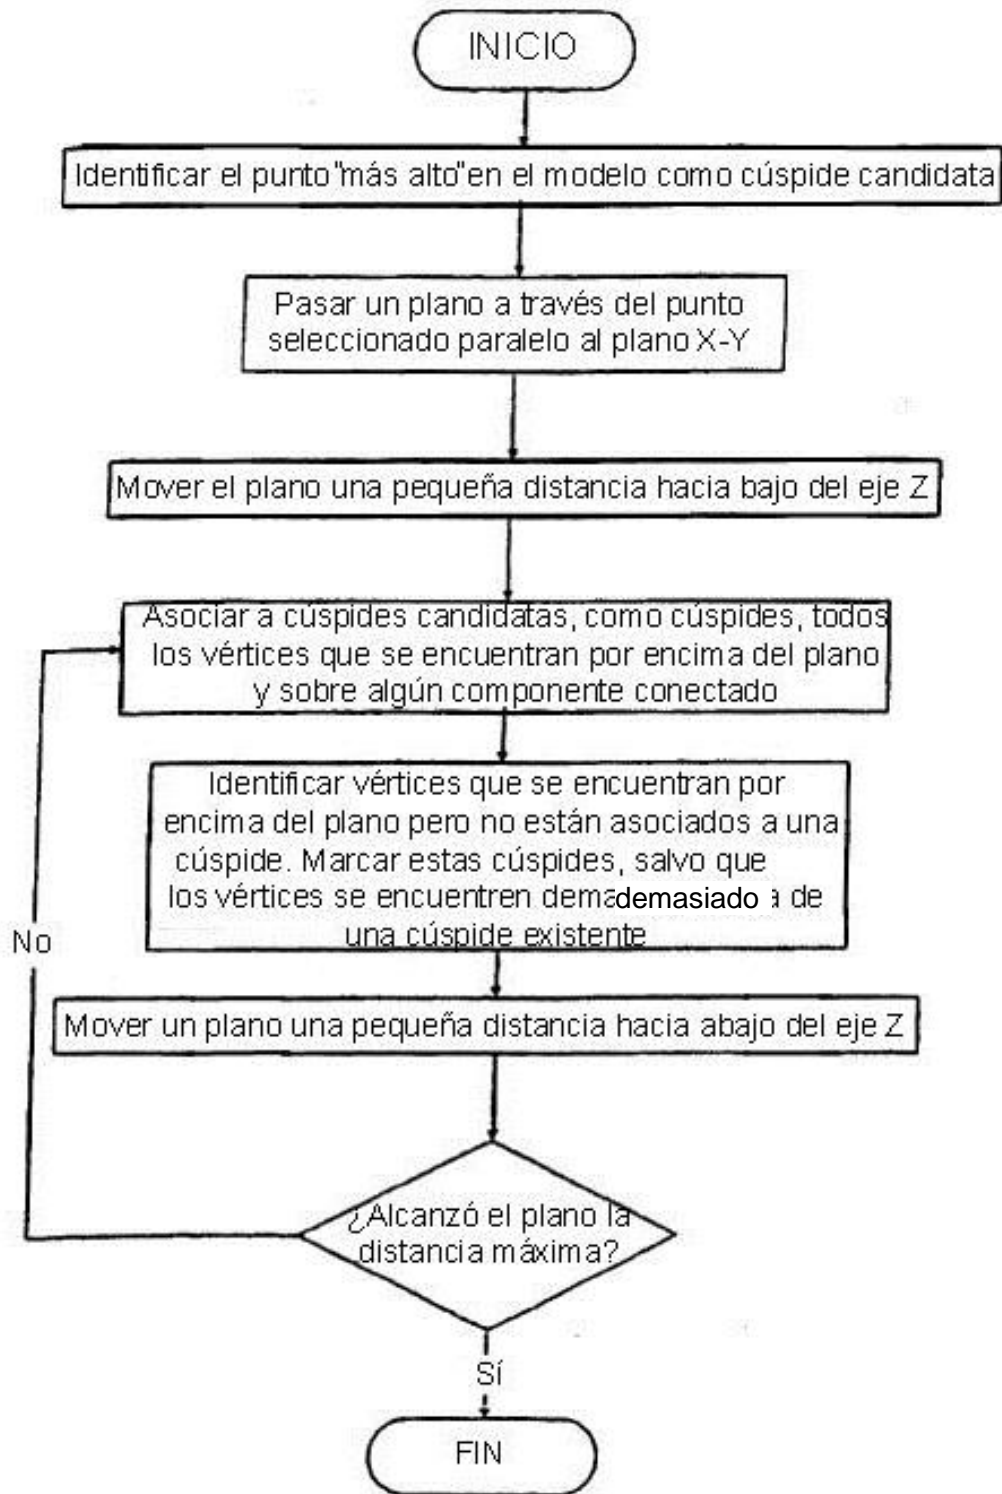 INICIO
Identificar el punto"más alto"en el modelo como cúspide candidata
Pasar un plano a través del punto
seleccionado paralelo al plano X-Y
Mover el plano una pequeña distancia hacia bajo del eje Z
Asociar a cúspides candidatas, como cúspides, todos
los vértices que se encuentran por encima del plano
y sobre algún componente conectado
Identificar vértices que se encuentran por
encima del plano pero no están asociados a una
cúspide. Marcar estas cúspides, salvo que
los vértices se encuentren demasiado de
una cúspide existente
No
Mover un plano una pequeña distancia hacia abajo del eje Z
¿Alcanzó el plano la
distancia máxima?
Sí
FIN